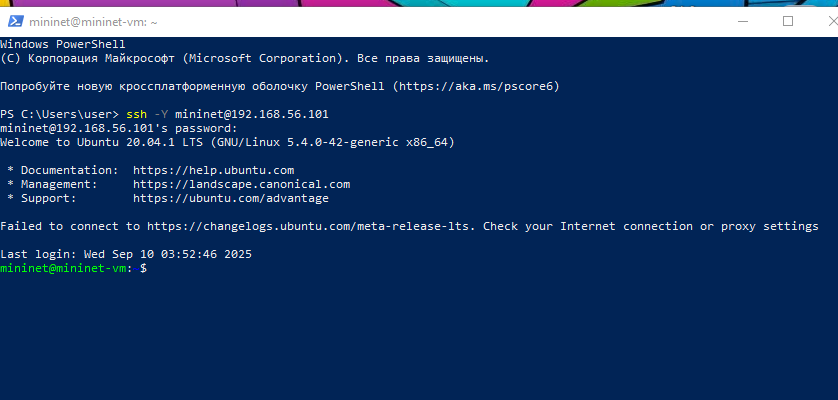 mininet@mininet-vm: ~
Windows PowerShell
(C) Корпорация Майкрософт (Microsoft Corporation). Все права защищены.
Попробуйте новую кроссплатформенную оболочку PowerShell (https://aka.ms/pscore6)
PS C:\Users\user> ssh -Y mininet@192.168.56.101
mininet@192.168.56.101's password:
Welcome to Ubuntu 20.04.1 LTS (GNU/Linux 5.4.0-42-generic x86_64)
* Documentation:  https://help.ubuntu.com
* Management:     https://landscape.canonical.com
* Support:        https://ubuntu.com/advantage
Failed to connect to https://changelogs.ubuntu.com/meta-release-lts. Check your Internet connection or proxy settings
Last login: Wed Sep 10 03:52:46 2025
mininet@mininet-vm:~$